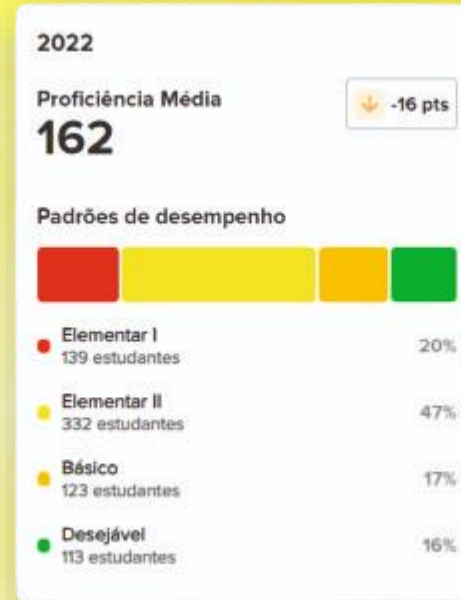 2022
Proficiência Média
-16 pts
162
Padrões de desempenho
Elementar I
139 estudantes
20%
Elementar II
332 estudantes
47%
Básico
123 estudantes
17%
Desejável
113 estudantes
16%